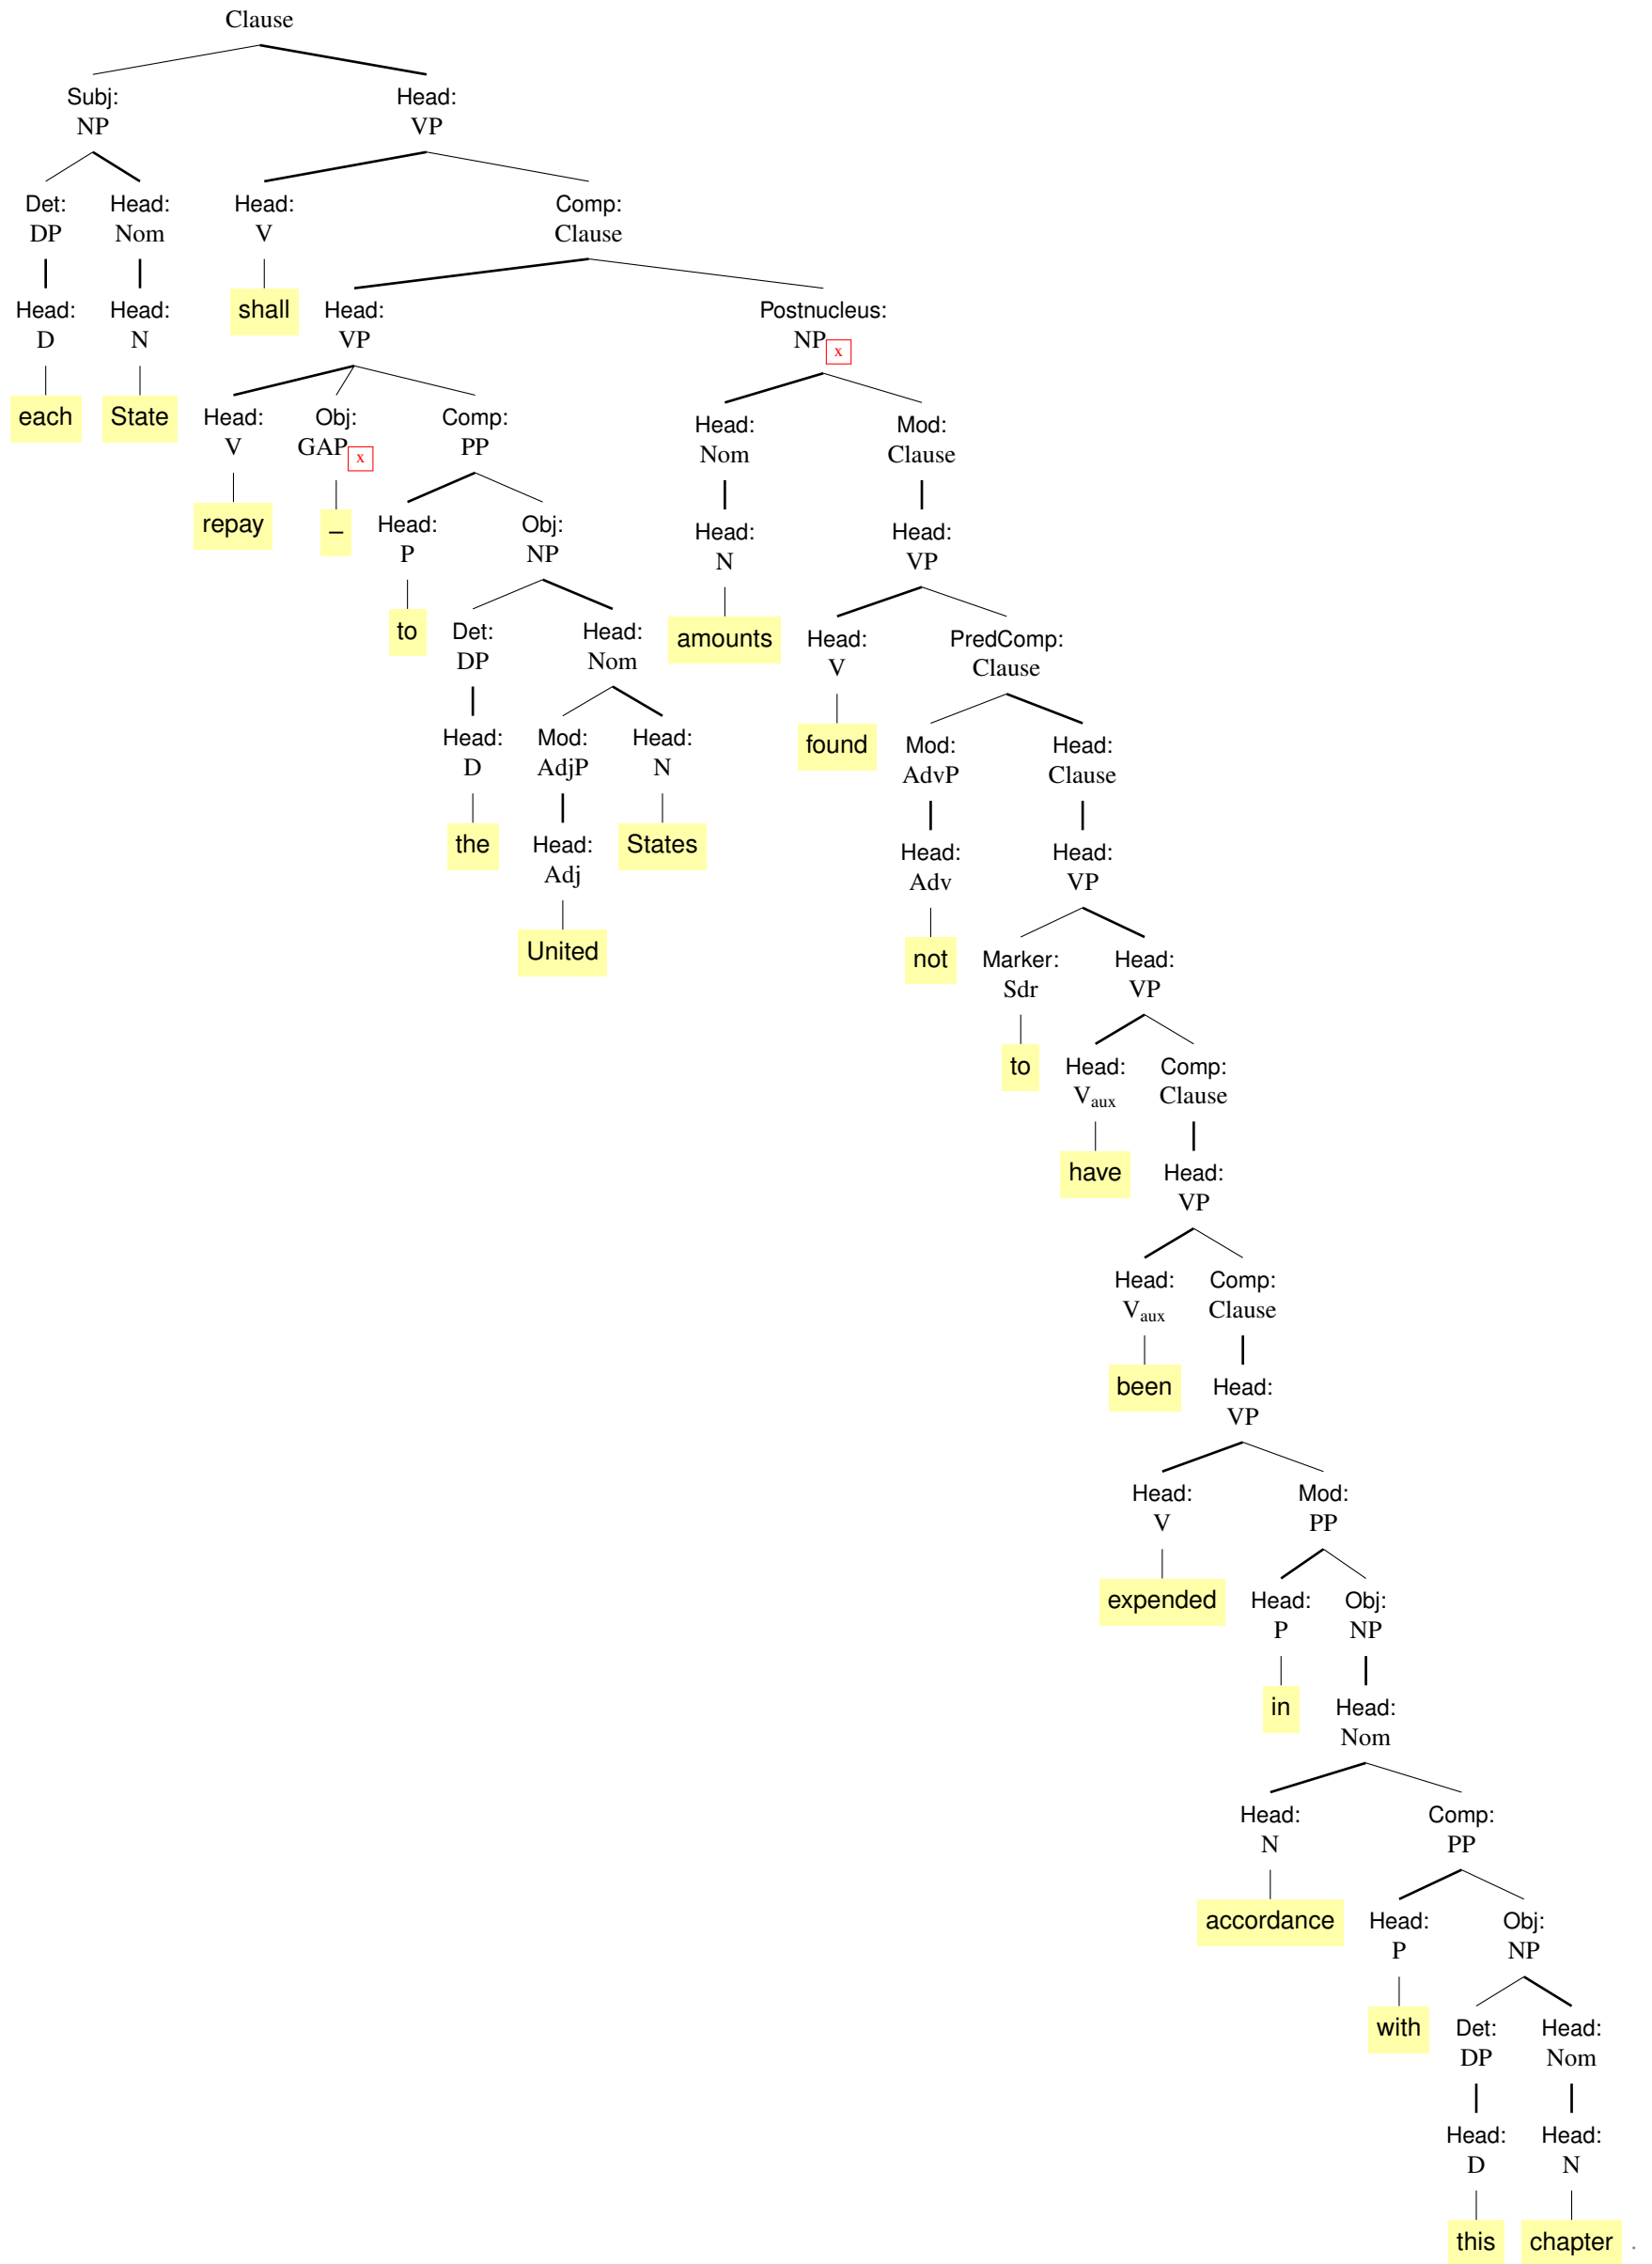 Clause
Subj: Head:
NP VP
Det: Head: Head: Comp:
DP Nom V Clause
Head: Head: shall Head: Postnucleus:
D N VP NP x
each State Head: Obj: Comp: Head: Mod:
V GAP x PP Nom Clause
repay – Head: Obj: Head: Head:
P NP N VP
to Det: Head: amounts Head: PredComp:
DP Nom V Clause
Head: Mod: Head: found Mod: Head:
D AdjP N AdvP Clause
the Head: States Head: Head:
Adj Adv VP
United not Marker: Head:
Sdr VP
to Head: Comp:
Vaux Clause
have Head:
VP
Head: Comp:
Vaux Clause
been Head:
VP
Head: Mod:
V PP
expended Head: Obj:
P NP
in Head:
Nom
Head: Comp:
N PP
accordance Head: Obj:
P NP
with Det: Head:
DP Nom
Head: Head:
D N
this chapter .